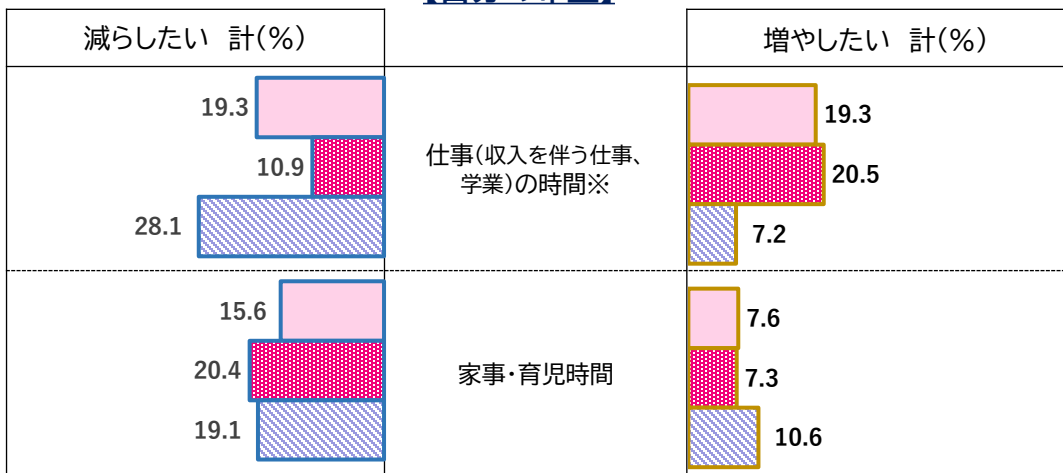 減らしたい 計(%)
増やしたい 計(%)
19.3
10.9
28.1
仕事(収入を伴う仕事、
学業)の時間※
19.3
20.5
7.2
15.6
20.4
19.1
家事・育児時間
7.6
7.3
10.6